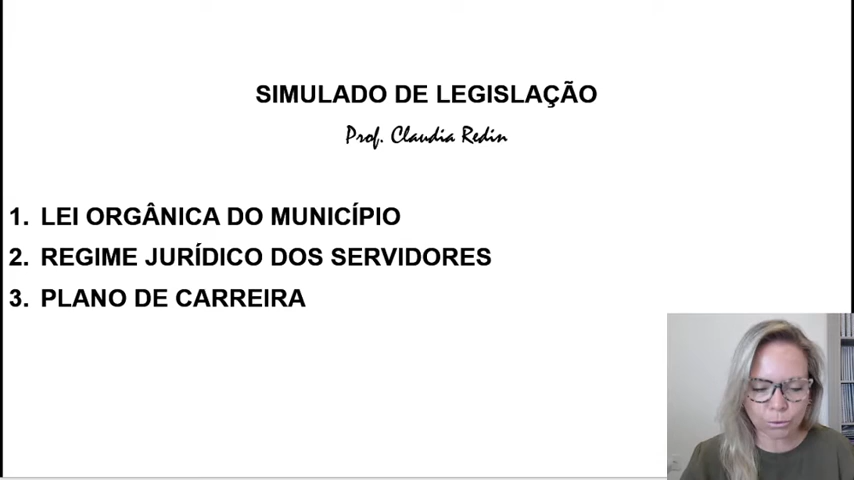 SIMULADO DE LEGISLAÇÃO
Prof. Claudia Redin
1. LEI ORGÂNICA DO MUNICÍPIO
2. REGIME JURÍDICO DOS SERVIDORES
3. PLANO DE CARREIRA